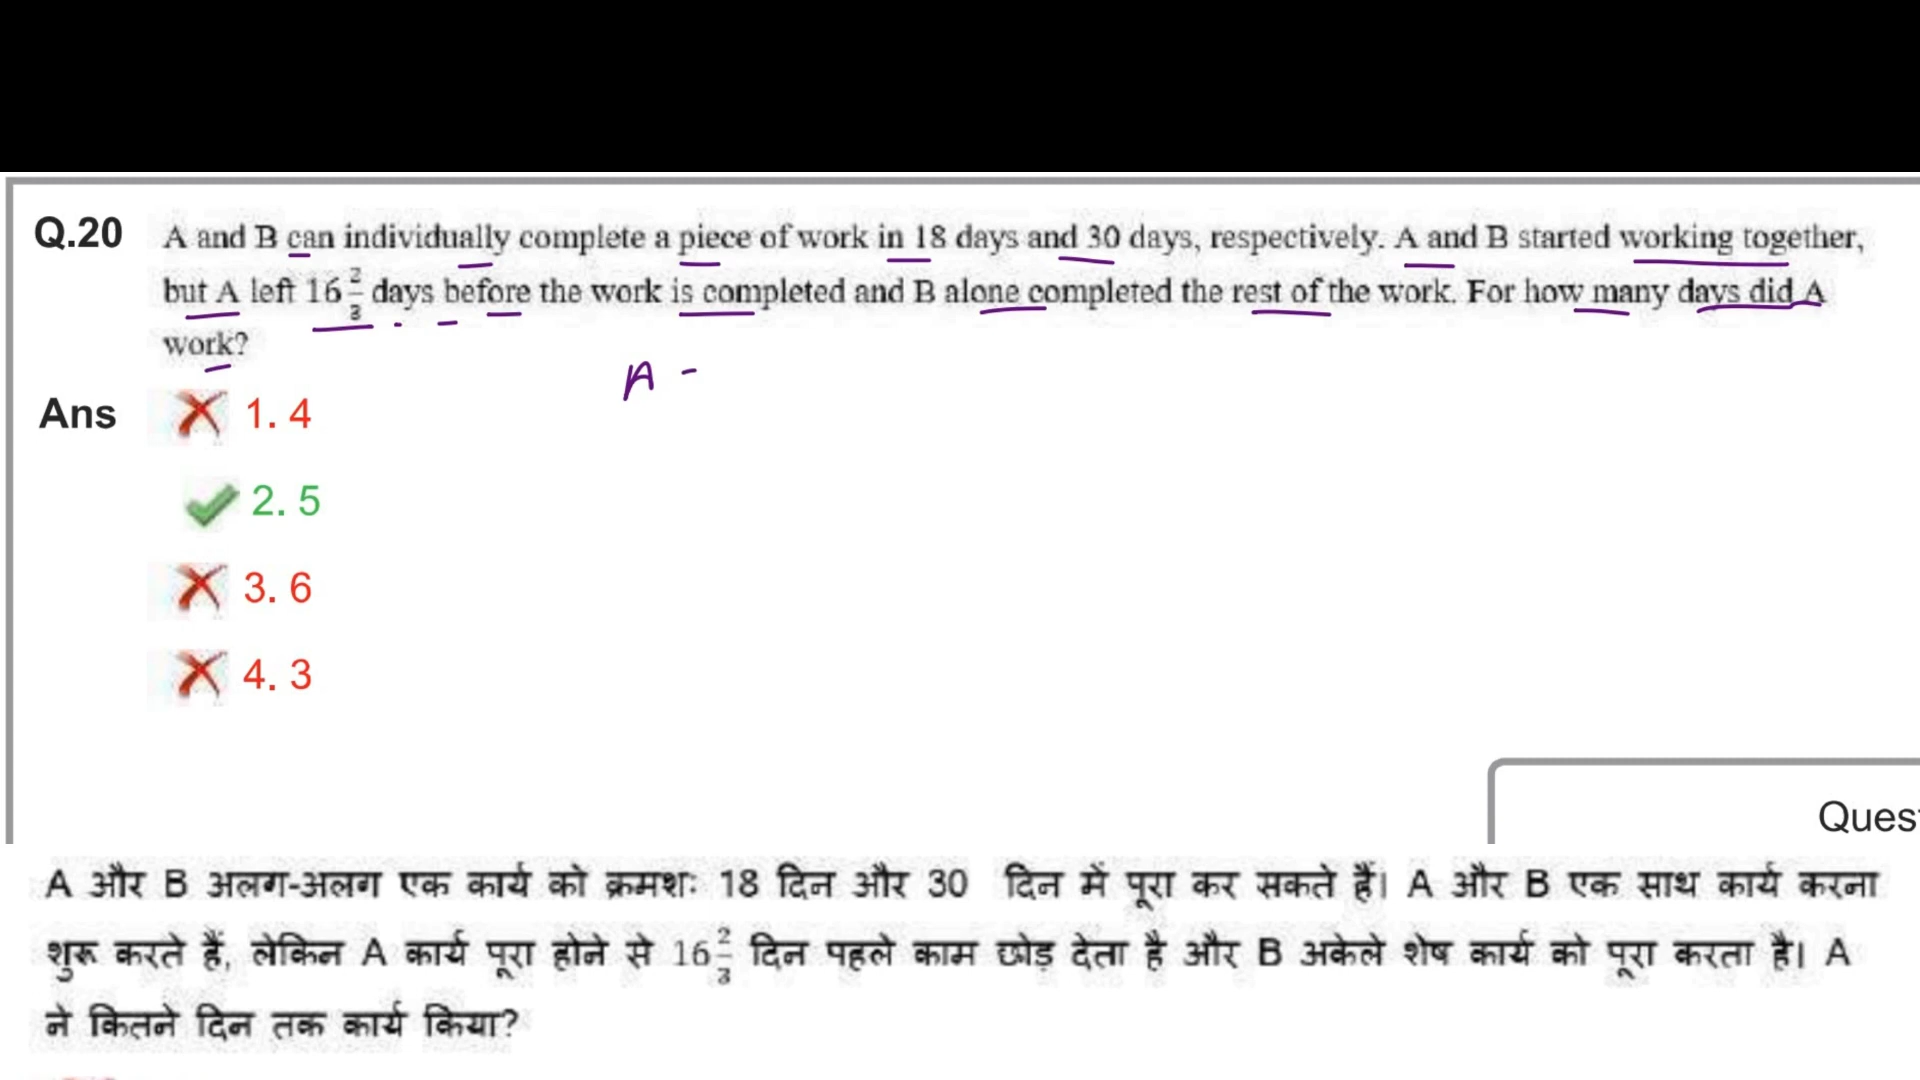 Q.20 A and B can individually complete a piece of work in 18 days and 30 days, respectively. A and B started working together,
but A left 16 2/3 days before the work is completed and B alone completed the rest of the work. For how many days did A
work?
A -
Ans 1. 4
2. 5
3. 6
4. 3
Quest
A और B अलग-अलग एक कार्य को क्रमशः 18 दिन और 30 दिन में पूरा कर सकते हैं। A और B एक साथ कार्य करना
शुरू करते हैं, लेकिन A कार्य पूरा होने से 16 2/3 दिन पहले काम छोड़ देता है और B अकेले शेष कार्य को पूरा करता है। A
ने कितने दिन तक कार्य किया?